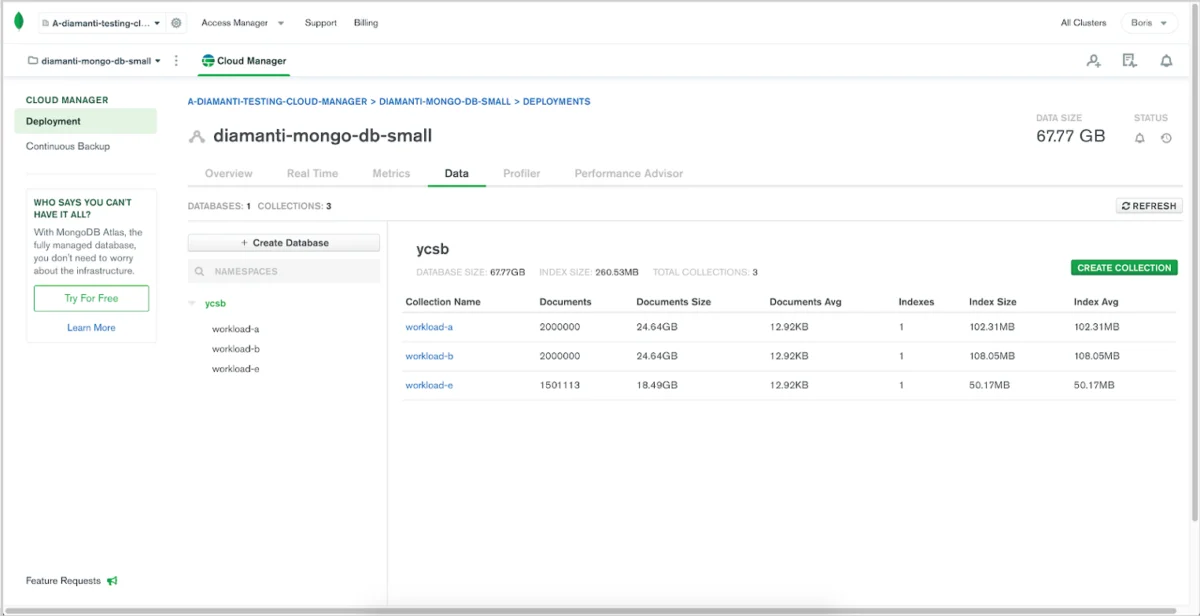 A-diamanti-testing-cl... Access Manager Support Billing All Clusters Boris
diamanti-mongo-db-small Cloud Manager
CLOUD MANAGER
Deployment
Continuous Backup
WHO SAYS YOU CAN'T
HAVE IT ALL?
With MongoDB Atlas, the
fully managed database,
you don't need to worry
about the infrastructure.
Try For Free
Learn More
Feature Requests
A-DIAMANTI-TESTING-CLOUD-MANAGER > DIAMANTI-MONGO-DB-SMALL > DEPLOYMENTS
diamanti-mongo-db-small
DATA SIZE STATUS
67.77 GB
Overview Real Time Metrics Data Profiler Performance Advisor
DATABASES: 1 COLLECTIONS: 3
REFRESH
+ Create Database
NAMESPACES
ycsb
workload-a
workload-b
workload-e
ycsb
DATABASE SIZE: 67.77GB INDEX SIZE: 260.53MB TOTAL COLLECTIONS: 3
CREATE COLLECTION
Collection Name Documents Documents Size Documents Avg Indexes Index Size Index Avg
workload-a 2000000 24.64GB 12.92KB 1 102.31MB 102.31MB
workload-b 2000000 24.64GB 12.92KB 1 108.05MB 108.05MB
workload-e 1501113 18.49GB 12.92KB 1 50.17MB 50.17MB